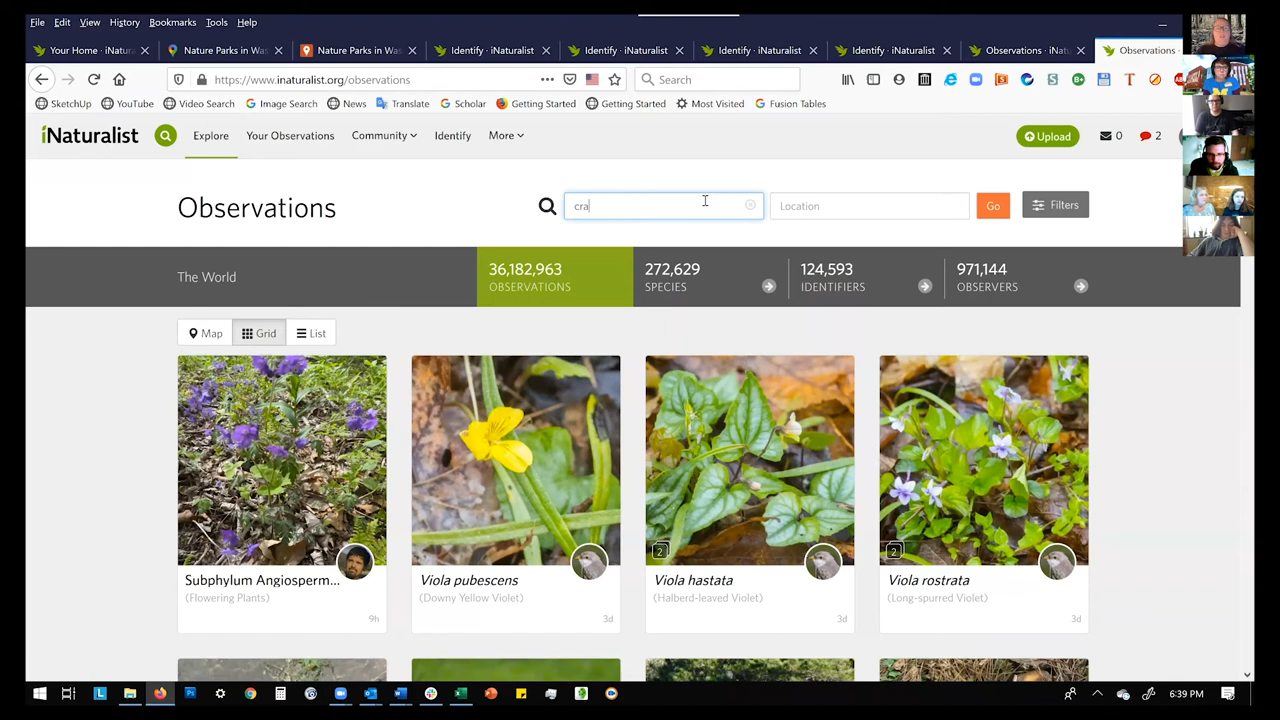 File Edit View History Bookmarks Tools Help
Your Home · iNatu
Nature Parks in Was
Nature Parks in Was
Identify · iNaturalist
Identify · iNaturalist
Identify · iNaturalist
Identify · iNaturalist
Observations · iNat
Observations ·
https://www.inaturalist.org/observations
Search
SketchUp YouTube Video Search Image Search News Translate Scholar Getting Started Getting Started Most Visited Fusion Tables
iNaturalist Explore Your Observations Community Identify More Upload 0 2
Observations cra Location Go Filters
The World
36,182,963
OBSERVATIONS
272,629
SPECIES
124,593
IDENTIFIERS
971,144
OBSERVERS
Map Grid List
Subphylum Angiosperm...
(Flowering Plants)
9h
Viola pubescens
(Downy Yellow Violet)
3d
2
Viola hastata
(Halberd-leaved Violet)
3d
2
Viola rostrata
(Long-spurred Violet)
3d
6:39 PM